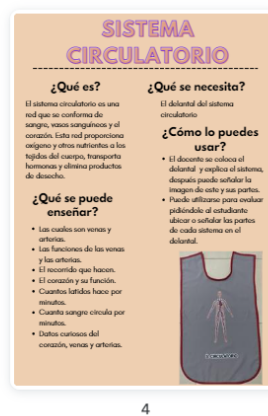 SISTEMA
CIRCULATORIO
¿Qué es?
El sistema circulatorio es una
red que se conforma de
sangre, vasos sanguíneos y el
corazón. Esta red proporciona
oxígeno y otros nutrientes a los
tejidos del cuerpo, transporta
hormonas y elimina productos
de desecho.
¿Qué se puede
enseñar?
• Las cuales son venas y
arterias.
• Las funciones de las venas
y las arterias.
• El recorrido que hacen.
• El corazón y su función.
• Cuantos latidos hace por
minutos.
• Cuanta sangre circula por
minutos.
• Datos curiosos del
corazón, venas y arterias.
¿Qué se necesita?
El delantal del sistema
circulatorio
¿Cómo lo puedes
usar?
• El docente se coloca el
delantal y explica el sistema,
después puede señalar la
imagen de este y sus partes.
• Puede utilizarse para evaluar
pidiéndole al estudiante
ubicar o señalar las partes
de cada sistema en el
delantal.
CIRCULATORIO
4